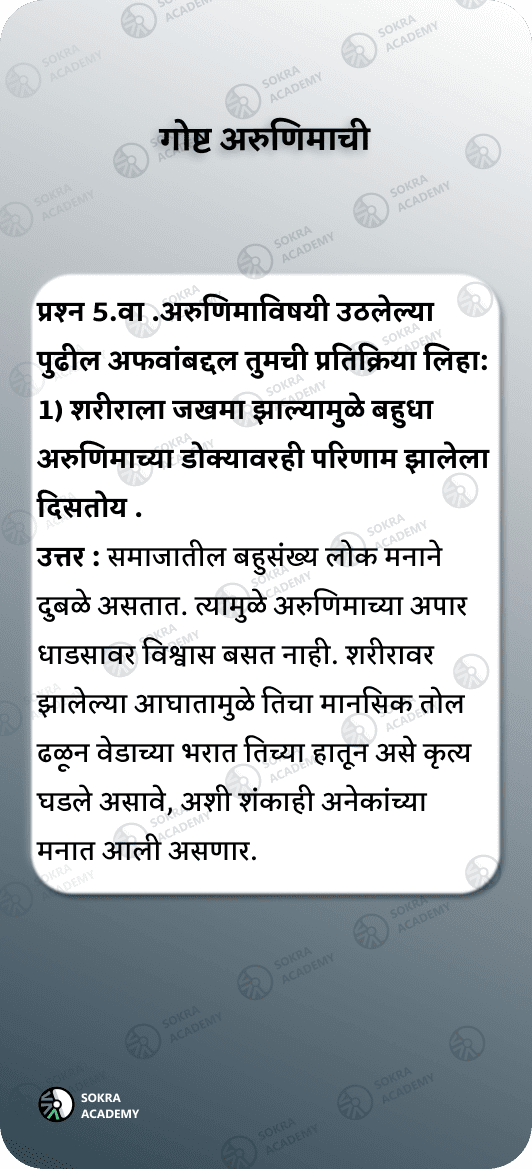 गोष्ट अरुणिमाची
प्रश्न 5.वा .अरुणिमाविषयी उठलेल्या
पुढील अफवांबद्दल तुमची प्रतिक्रिया लिहा:
1) शरीराला जखमा झाल्यामुळे बहुधा
अरुणिमाच्या डोक्यावरही परिणाम झालेला
दिसतोय .
उत्तर : समाजातील बहुसंख्य लोक मनाने
दुबळे असतात. त्यामुळे अरुणिमाच्या अपार
धाडसावर विश्वास बसत नाही. शरीरावर
झालेल्या आघातामुळे तिचा मानसिक तोल
ढळून वेडाच्या भरात तिच्या हातून असे कृत्य
घडले असावे, अशी शंकाही अनेकांच्या
मनात आली असणार.
SOKRA
ACADEMY